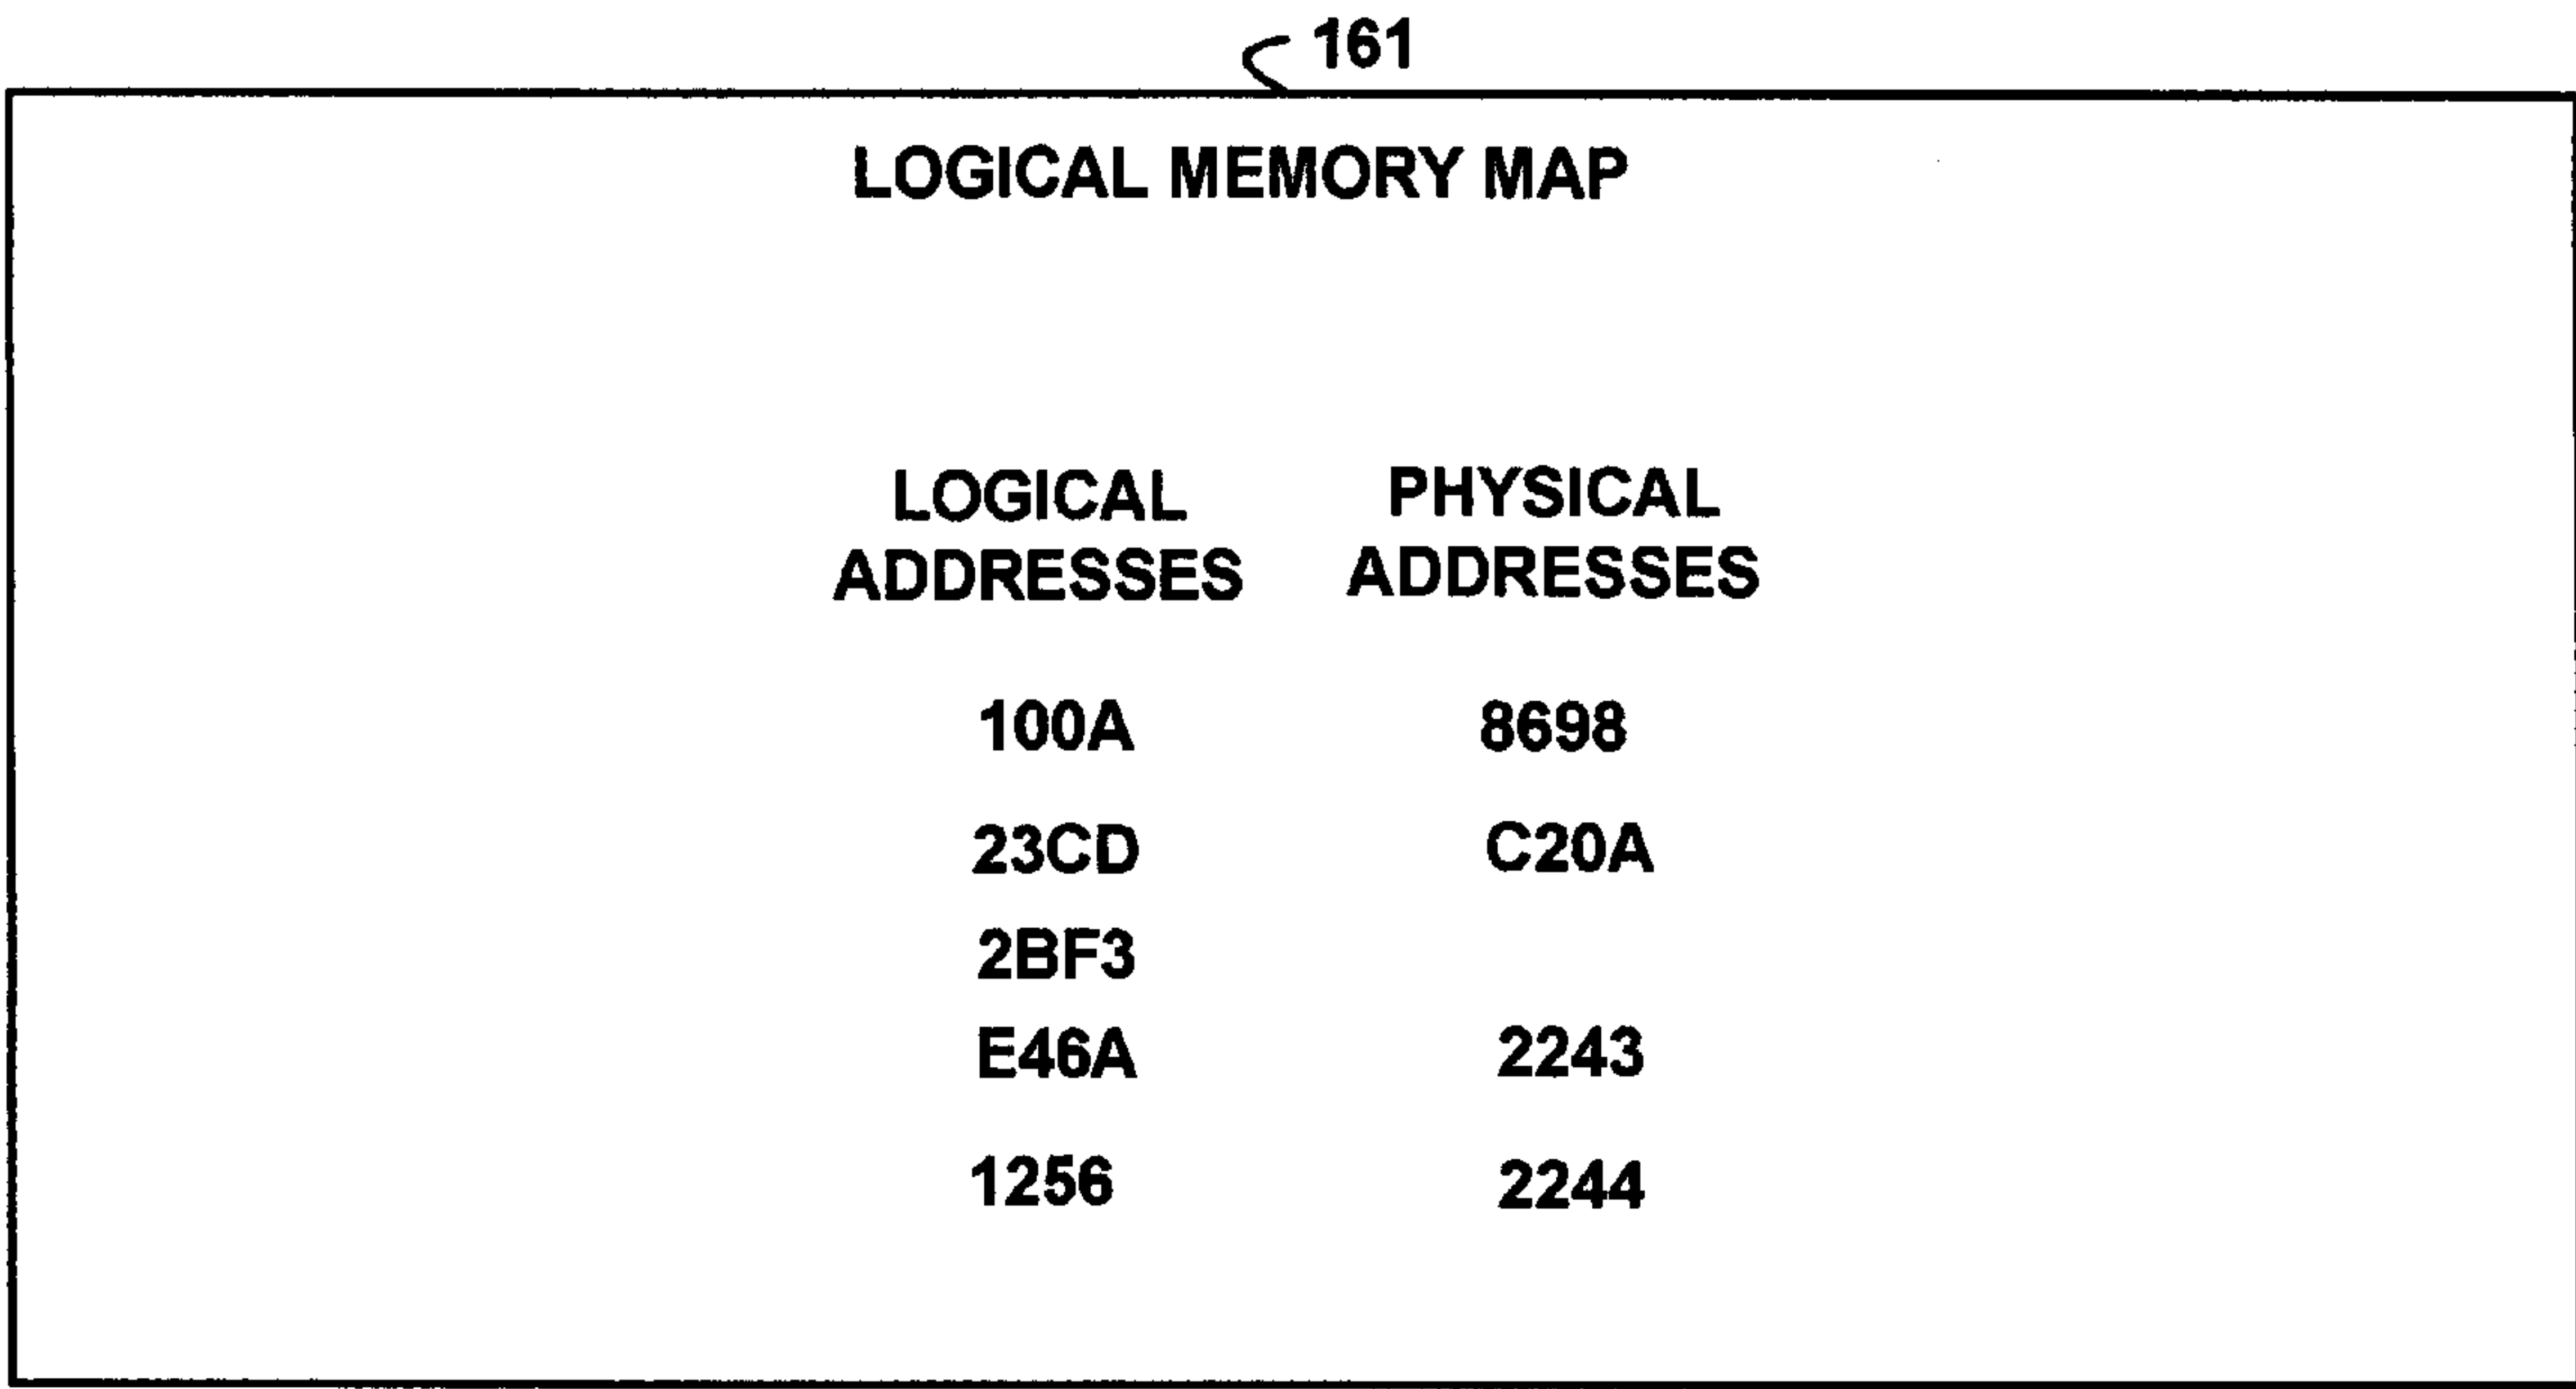 161
LOGICAL MEMORY MAP
LOGICAL PHYSICAL
ADDRESSES ADDRESSES
100A 8698
23CD C20A
2BF3
E46A 2243
1256 2244